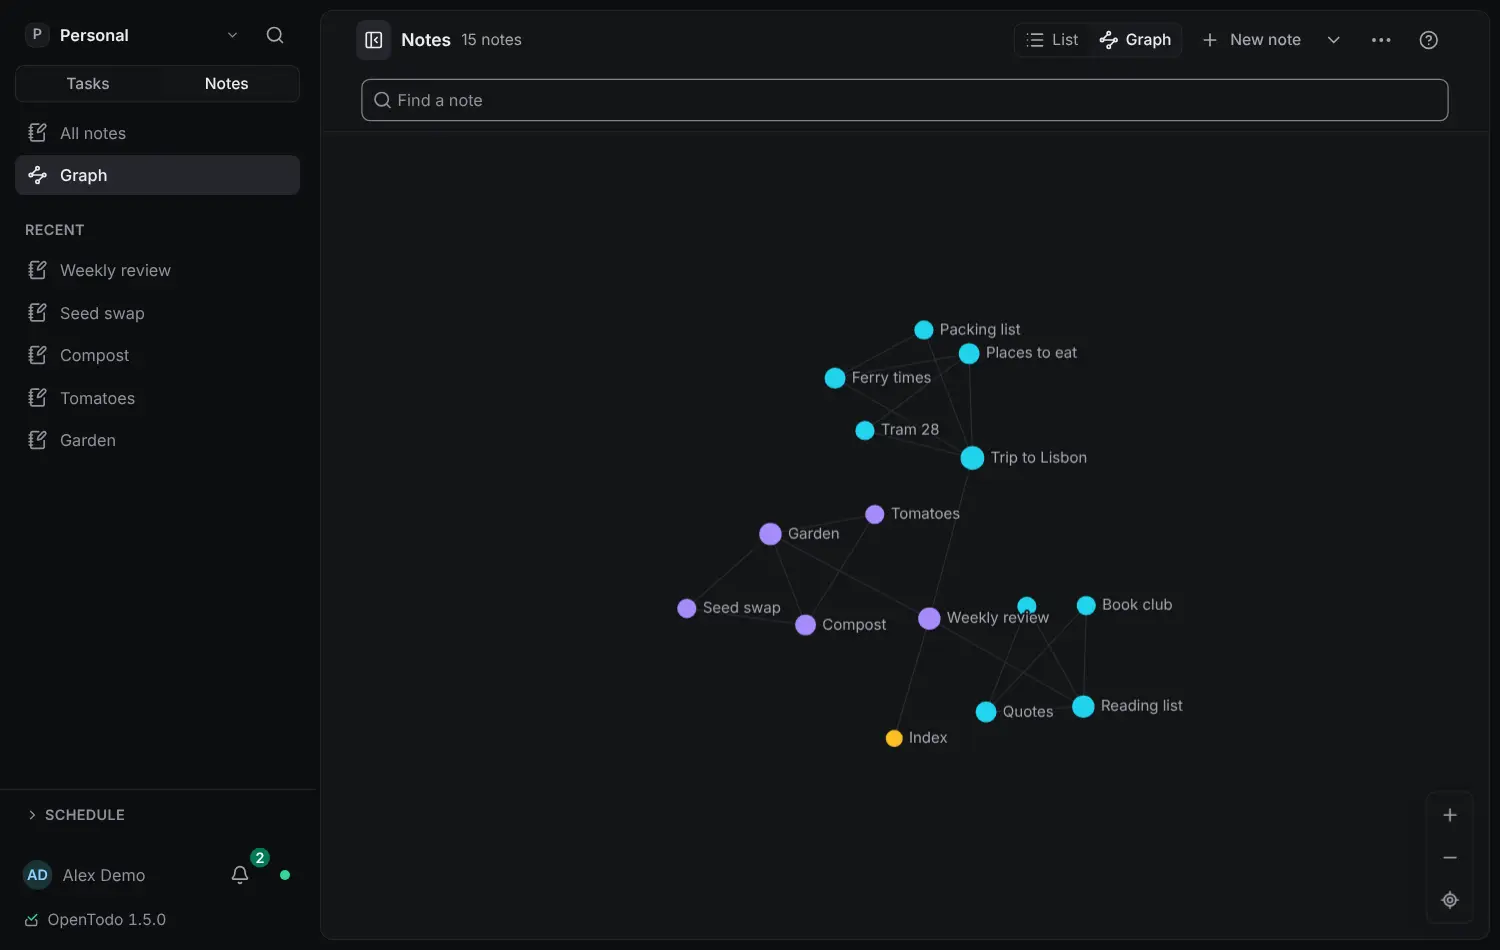 P Personal
Tasks Notes
All notes
Graph
RECENT
Weekly review
Seed swap
Compost
Tomatoes
Garden
SCHEDULE
AD Alex Demo 2
OpenTodo 1.5.0
Notes 15 notes
List Graph New note
Find a note
Packing list
Places to eat
Ferry times
Tram 28
Trip to Lisbon
Tomatoes
Garden
Seed swap
Compost
Weekly review
Book club
Quotes
Reading list
Index